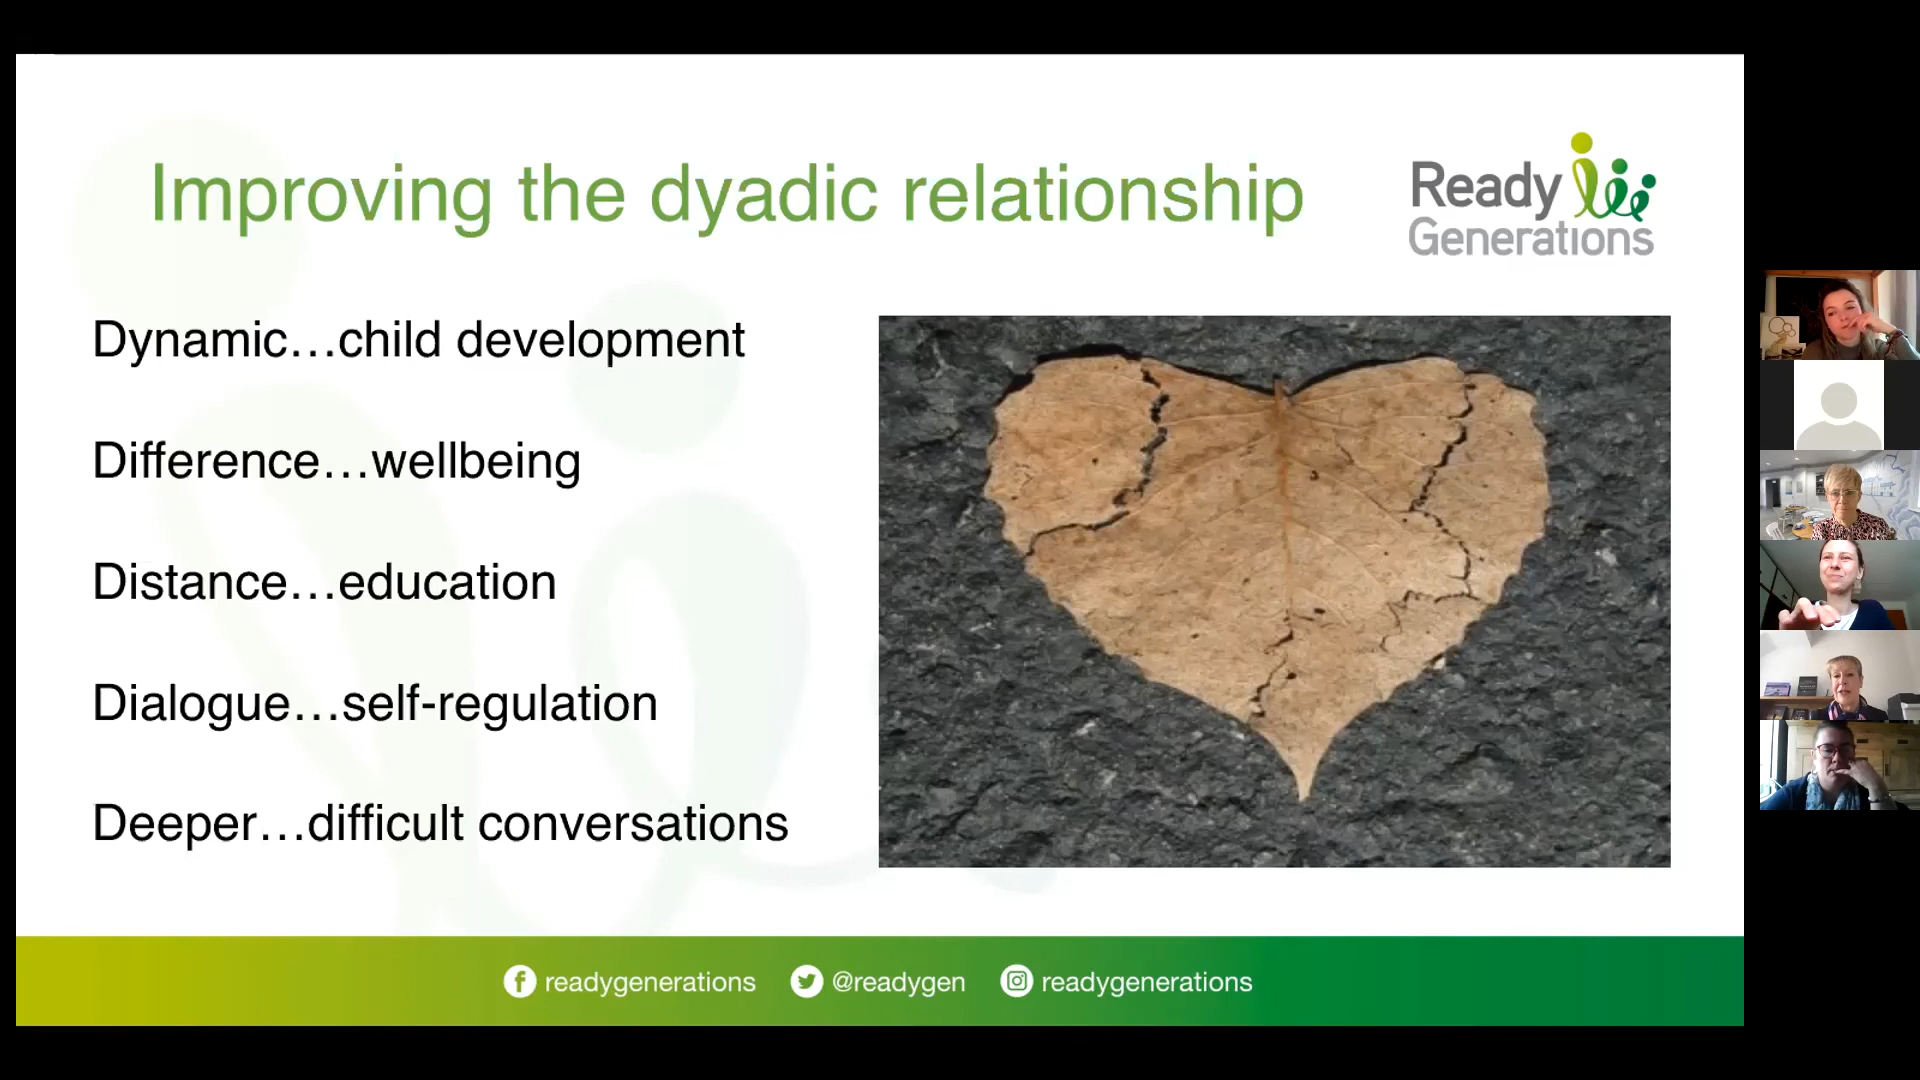 Improving the dyadic relationship
Ready
Generations
Dynamic…child development
Difference…wellbeing
Distance…education
Dialogue…self-regulation
Deeper…difficult conversations
readygenerations @readygen readygenerations